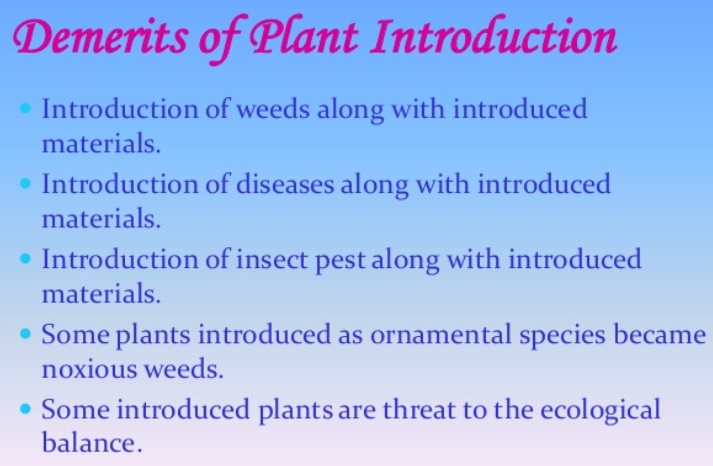 Demerits of Plant Introduction
• Introduction of weeds along with introduced
materials.
• Introduction of diseases along with introduced
materials.
• Introduction of insect pest along with introduced
materials.
• Some plants introduced as ornamental species became
noxious weeds.
• Some introduced plants are threat to the ecological
balance.